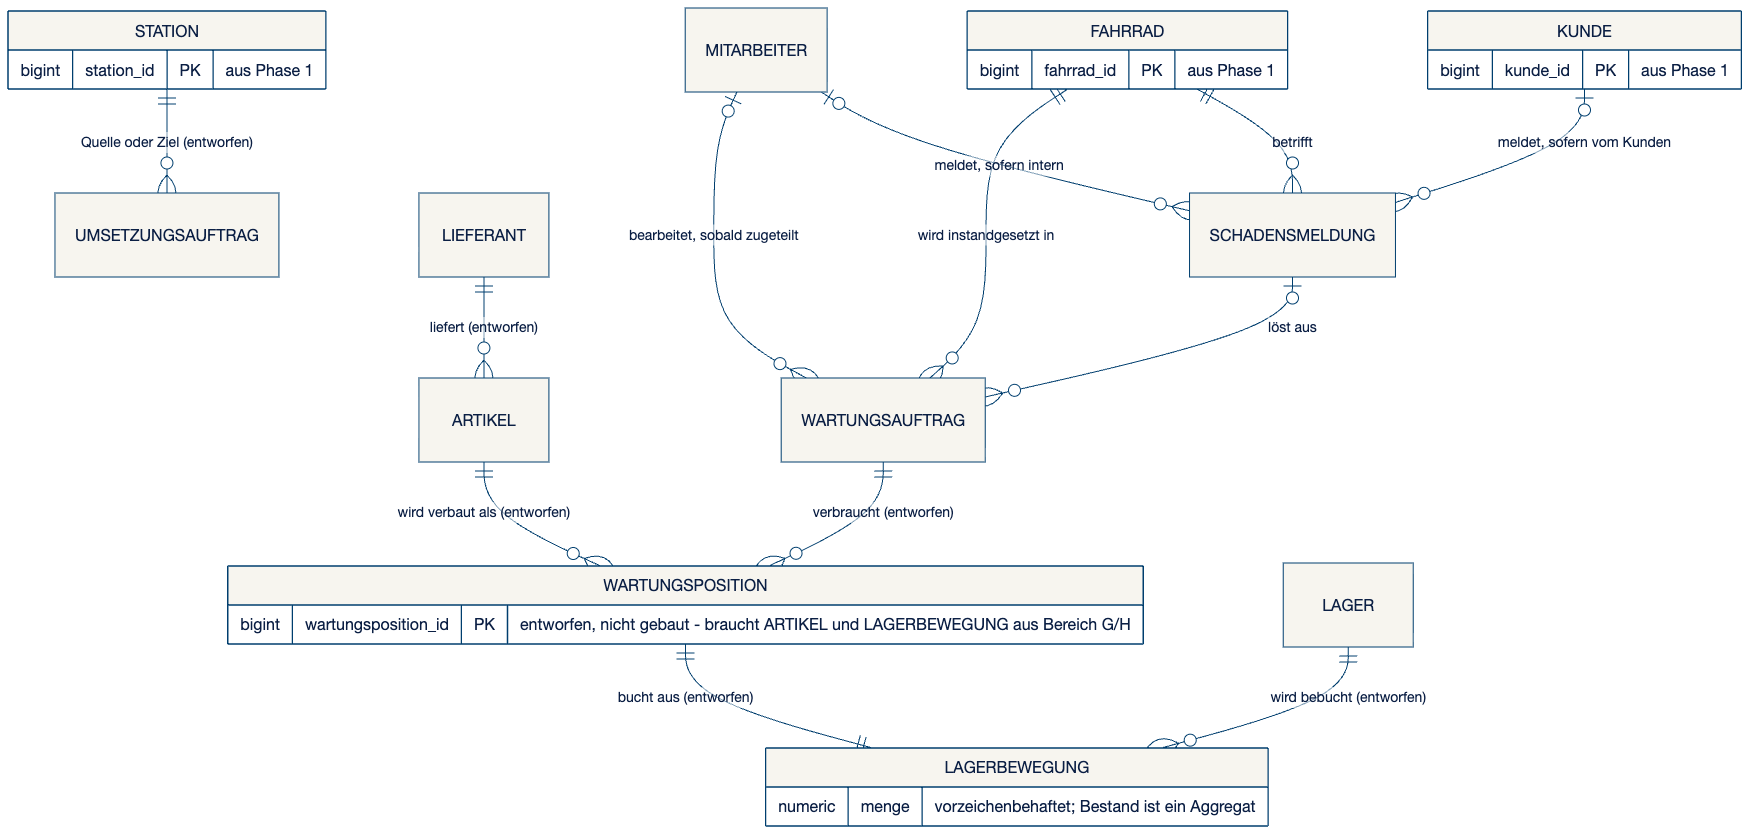 STATION
bigint station_id PK aus Phase 1
MITARBEITER
FAHRRAD
bigint fahrrad_id PK aus Phase 1
KUNDE
bigint kunde_id PK aus Phase 1
Quelle oder Ziel (entworfen)
meldet, sofern intern
betrifft
meldet, sofern vom Kunden
UMSETZUNGSAUFTRAG
LIEFERANT
bearbeitet, sobald zugeteilt
wird instandgesetzt in
SCHADENSMELDUNG
liefert (entworfen)
löst aus
ARTIKEL
WARTUNGSAUFTRAG
wird verbaut als (entworfen)
verbraucht (entworfen)
WARTUNGSPOSITION
bigint wartungsposition_id PK entworfen, nicht gebaut - braucht ARTIKEL und LAGERBEWEGUNG aus Bereich G/H
LAGER
bucht aus (entworfen)
wird bebucht (entworfen)
LAGERBEWEGUNG
numeric menge vorzeichenbehaftet; Bestand ist ein Aggregat